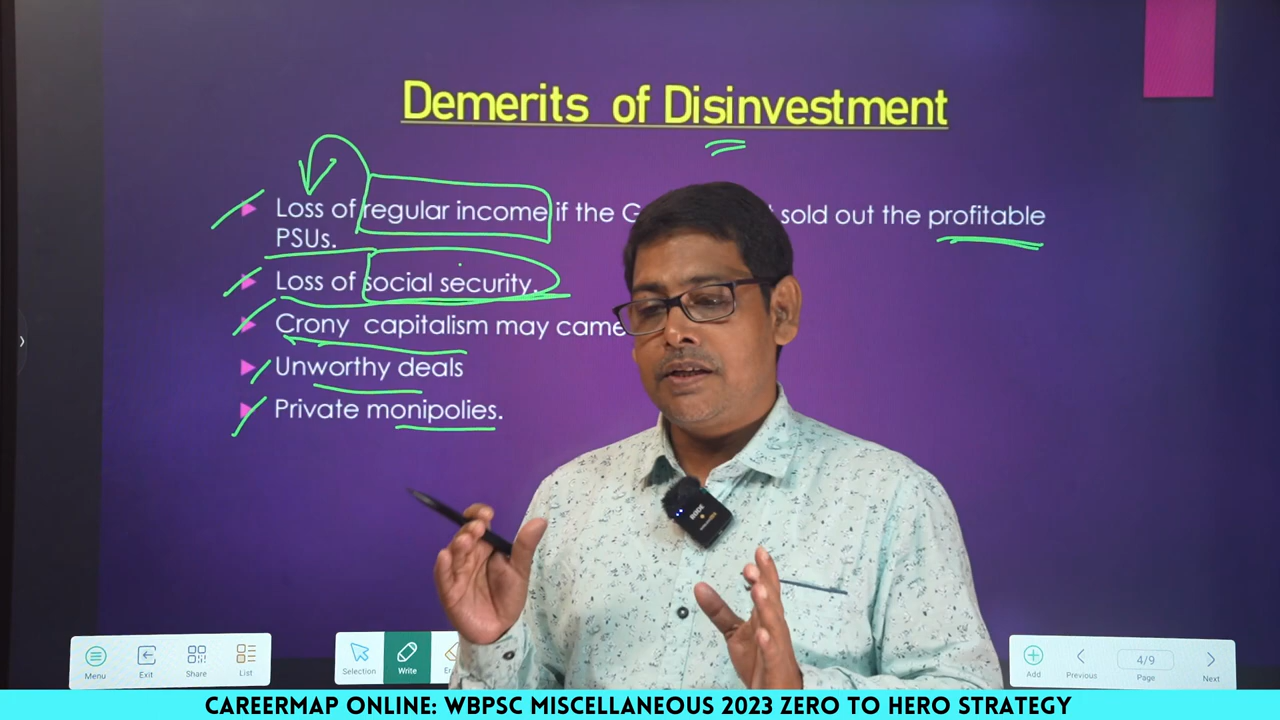 Demerits of Disinvestment
Loss of regular income if the G t sold out the profitable
PSUs.
Loss of social security.
Crony capitalism may came
Unworthy deals
Private monipolies.
Menu
Exit
Share
List
Selection
Write
Add
Previous
4/9
Page
Next
CAREERMAP ONLINE: WBPSC MISCELLANEOUS 2023 ZERO TO HERO STRATEGY